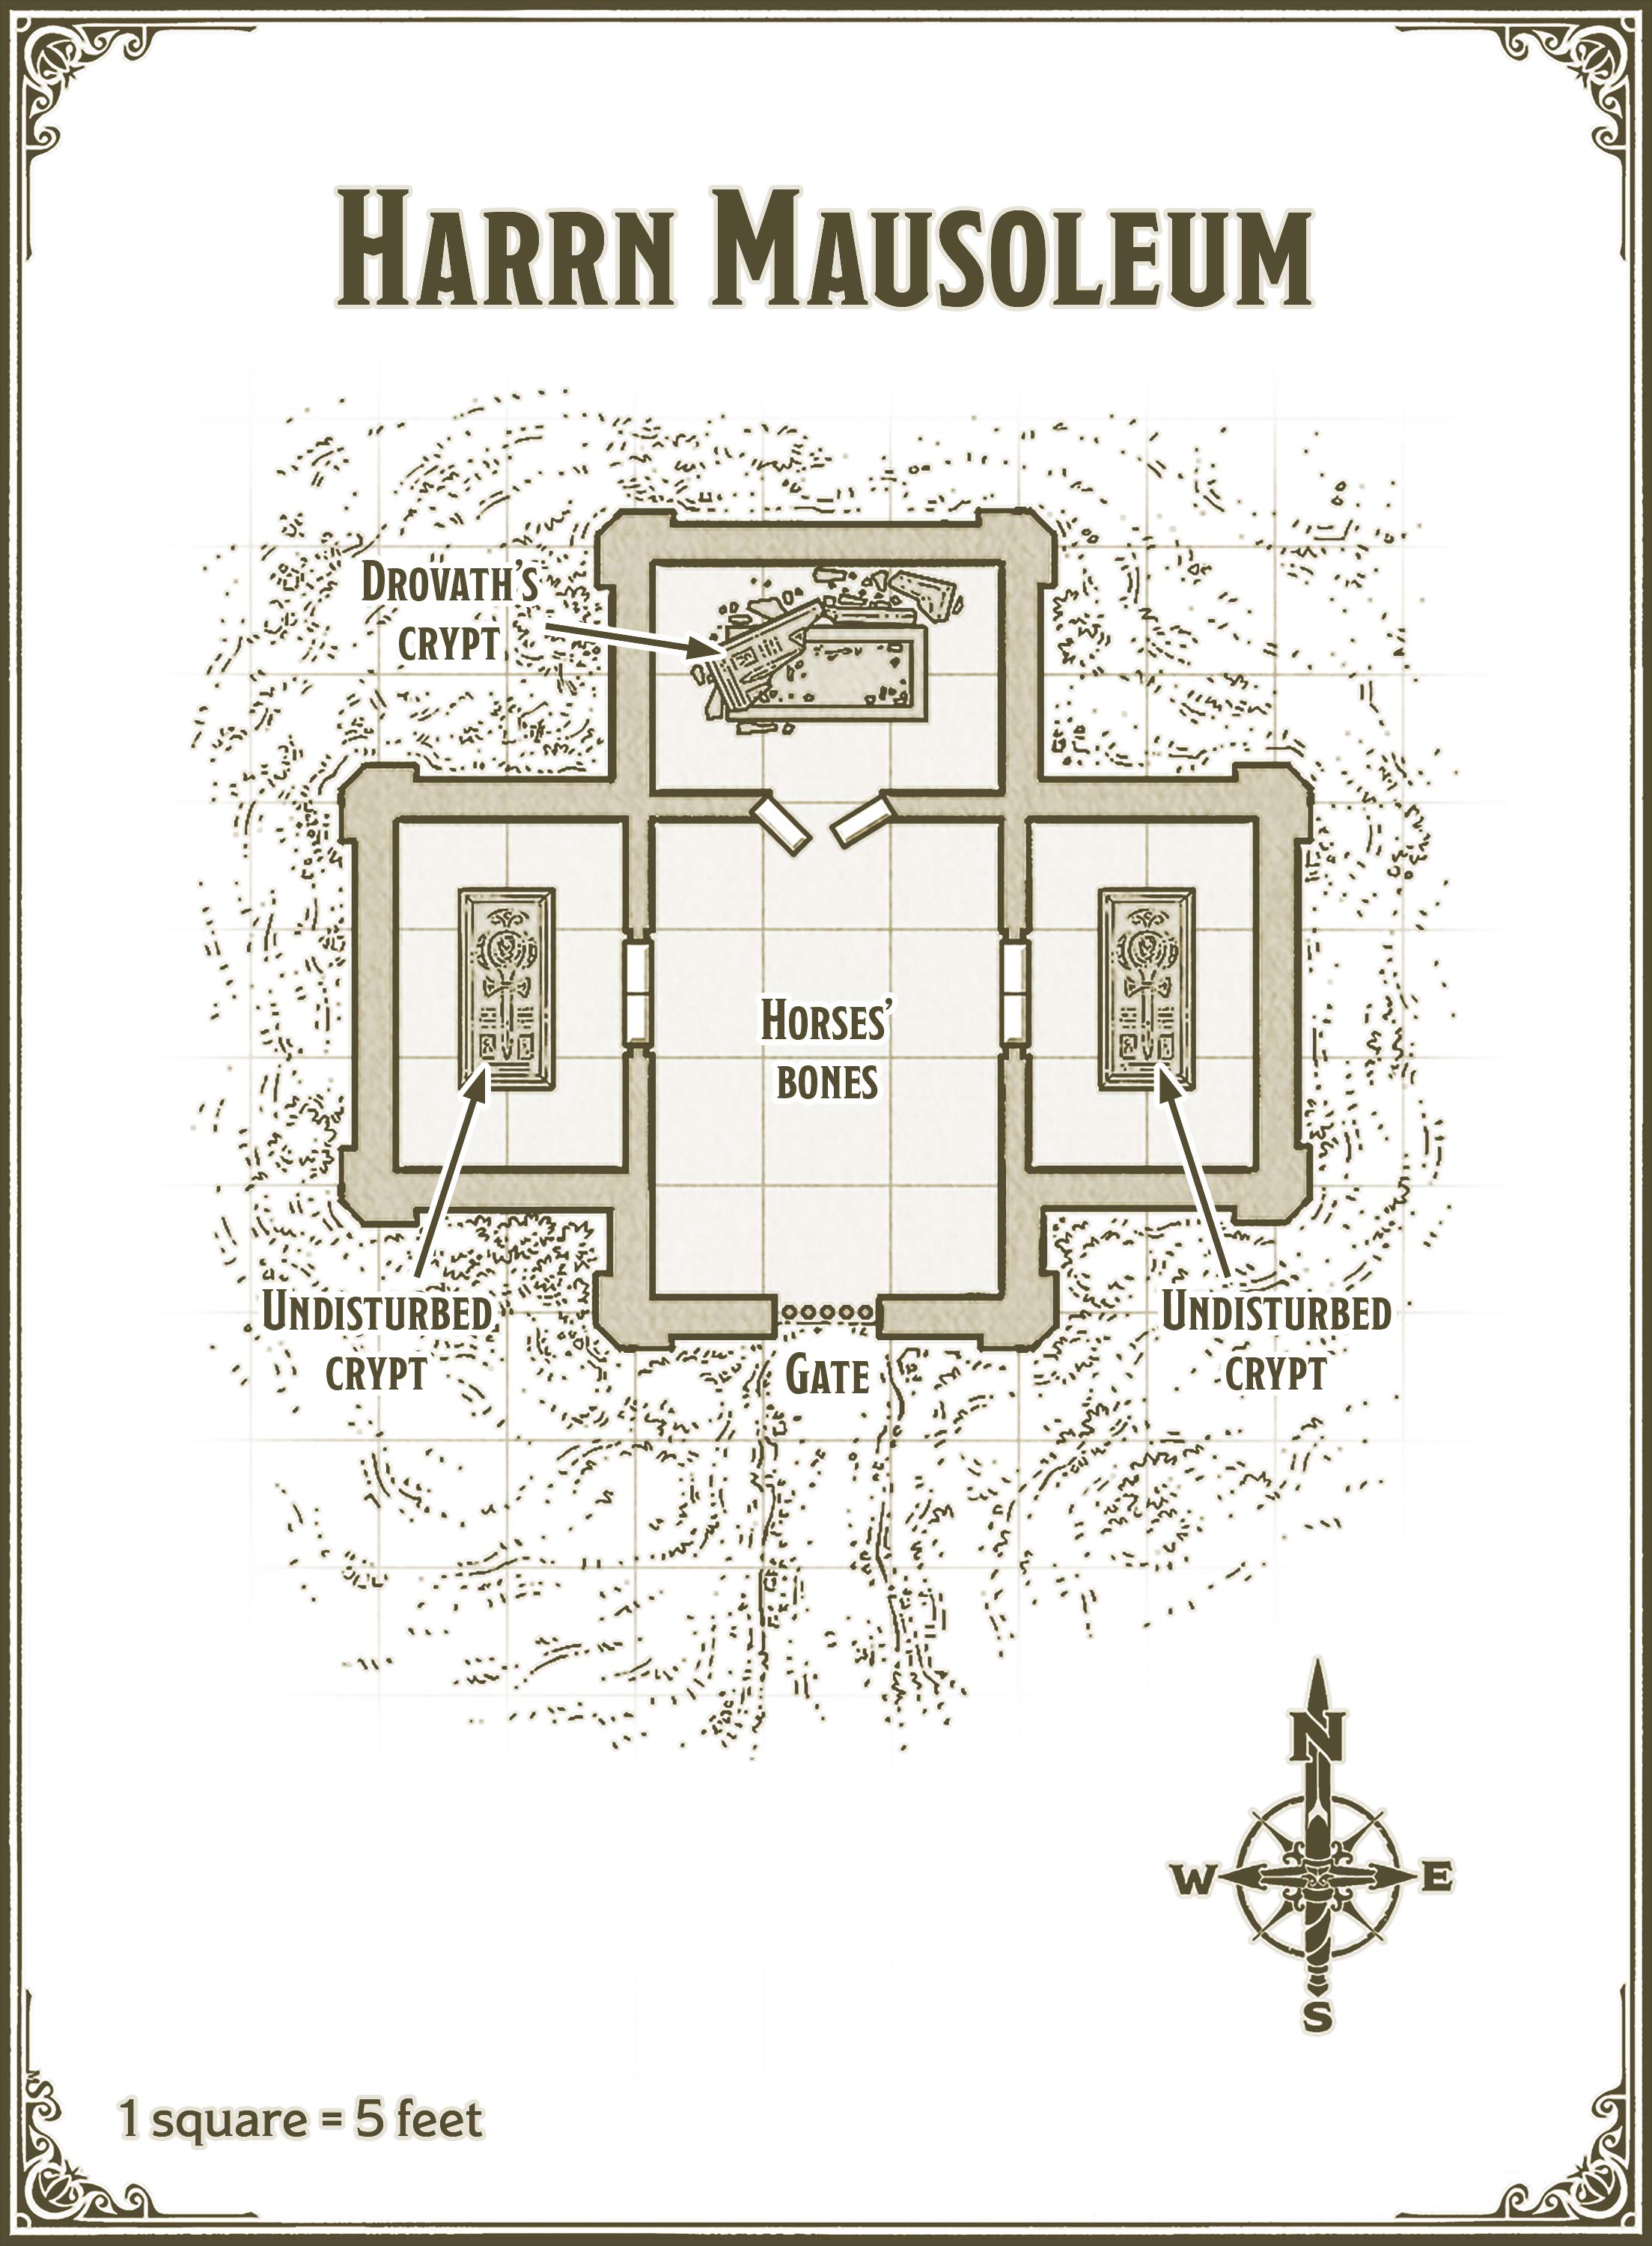 HARRN MAUSOLEUM
DROVATH'S
CRYPT
HORSES'
BONES
UNDISTURBED
CRYPT
UNDISTURBED
CRYPT
GATE
N
W
E
S
1 square = 5 feet